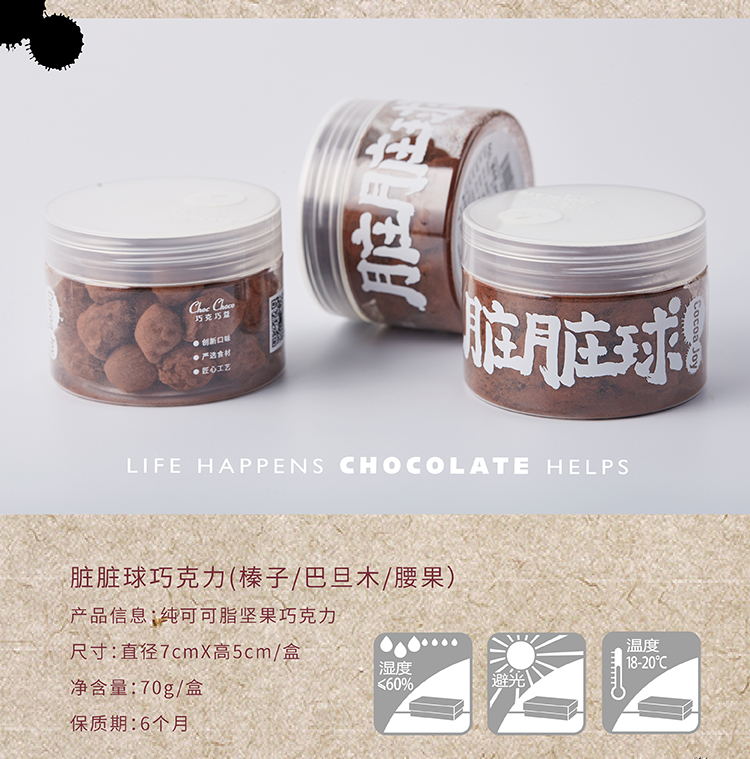 脏脏球
Choc Choco
巧克巧蔻
创新口味
严选食材
匠心工艺
脏脏球
Cocoa Joy
LIFE HAPPENS CHOCOLATE HELPS
脏脏球巧克力(榛子/巴旦木/腰果)
产品信息:纯可可脂坚果巧克力
尺寸:直径7cmX高5cm/盒
净含量:70g/盒
保质期:6个月
湿度
≤60%
避光
温度
18-20℃